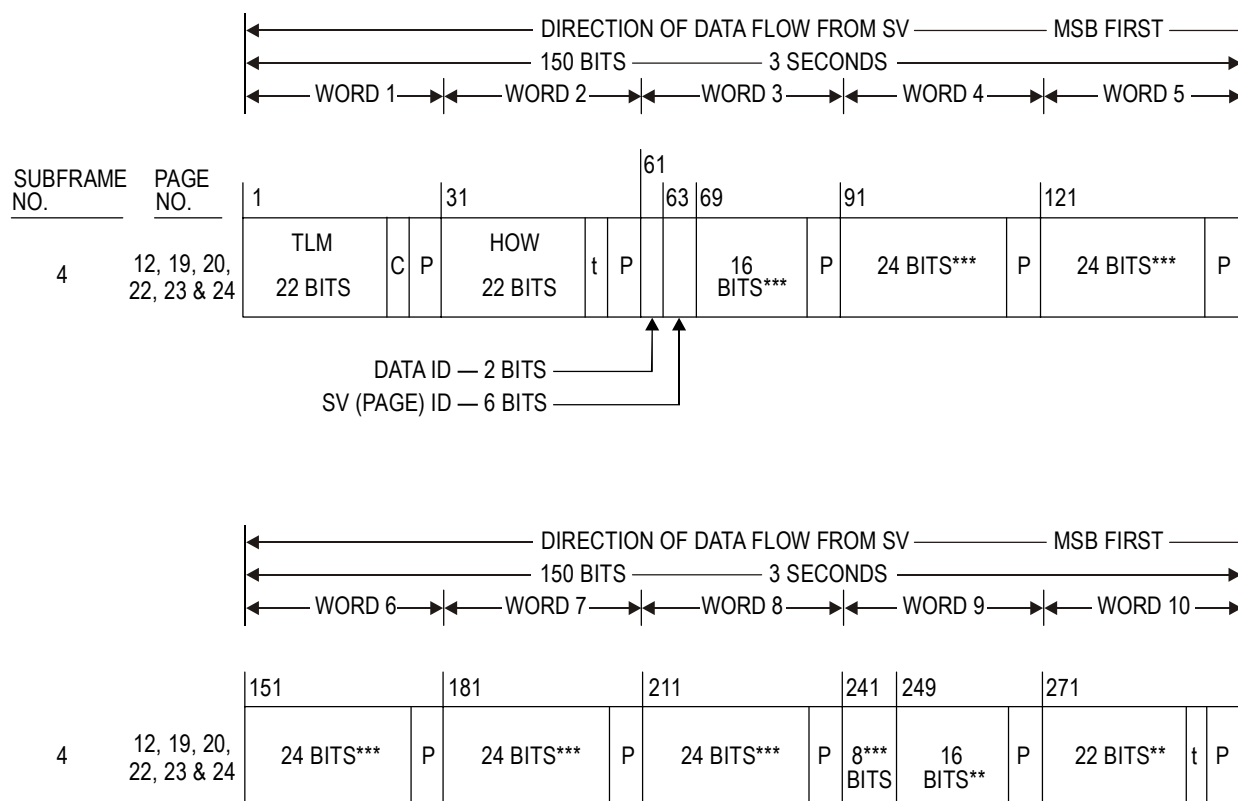 DIRECTION OF DATA FLOW FROM SV MSB FIRST
150 BITS 3 SECONDS
WORD 1 WORD 2 WORD 3 WORD 4 WORD 5
SUBFRAME NO. PAGE NO.
1 31 61 63 69 91 121
4
12, 19, 20,
22, 23 & 24
TLM
22 BITS
C
P
HOW
22 BITS
t
P
16
BITS***
P
24 BITS***
P
24 BITS***
P
DATA ID — 2 BITS
SV (PAGE) ID — 6 BITS
DIRECTION OF DATA FLOW FROM SV MSB FIRST
150 BITS 3 SECONDS
WORD 6 WORD 7 WORD 8 WORD 9 WORD 10
151 181 211 241 249 271
4
12, 19, 20,
22, 23 & 24
24 BITS***
P
24 BITS***
P
24 BITS***
P
8***
BITS
16
BITS**
P
22 BITS**
t
P